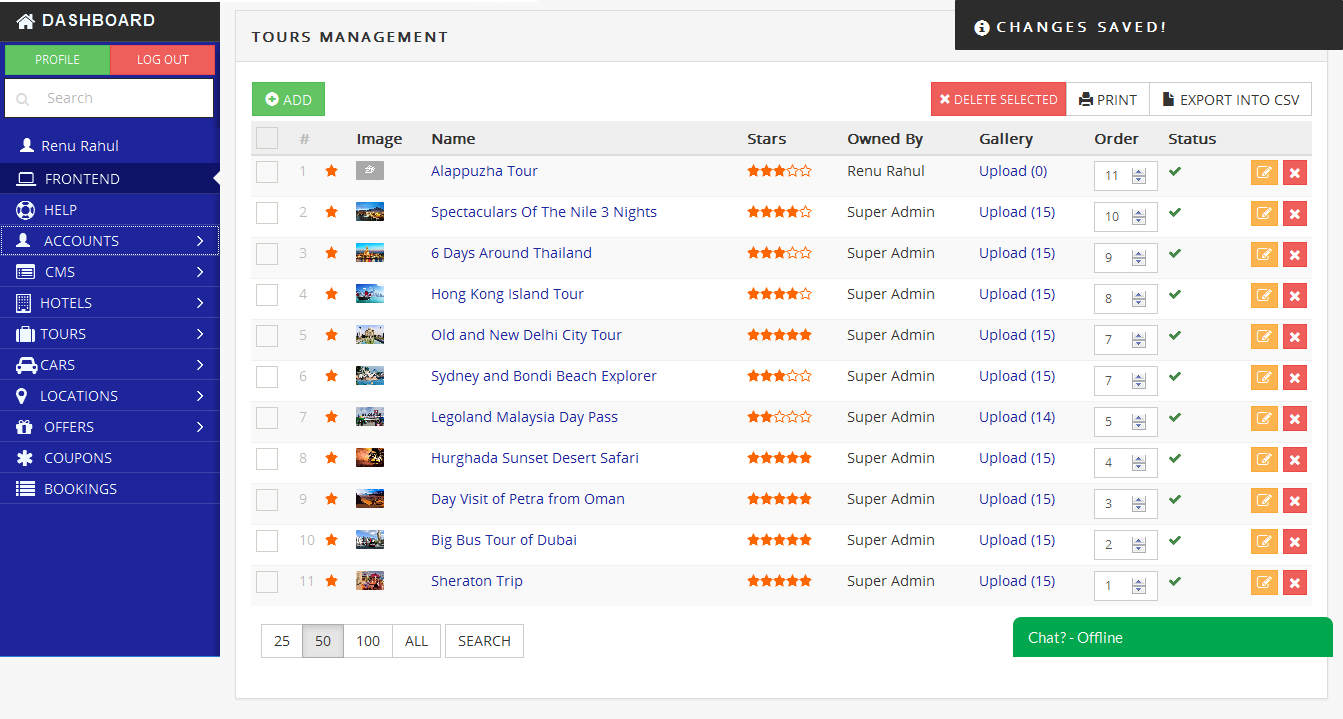 DASHBOARD
PROFILE LOG OUT
Search
Renu Rahul
FRONTEND
HELP
ACCOUNTS
CMS
HOTELS
TOURS
CARS
LOCATIONS
OFFERS
COUPONS
BOOKINGS
TOURS MANAGEMENT
CHANGES SAVED!
ADD DELETE SELECTED PRINT EXPORT INTO CSV
# Image Name Stars Owned By Gallery Order Status
1 Alappuzha Tour Renu Rahul Upload (0) 11
2 Spectaculars Of The Nile 3 Nights Super Admin Upload (15) 10
3 6 Days Around Thailand Super Admin Upload (15) 9
4 Hong Kong Island Tour Super Admin Upload (15) 8
5 Old and New Delhi City Tour Super Admin Upload (15) 7
6 Sydney and Bondi Beach Explorer Super Admin Upload (15) 7
7 Legoland Malaysia Day Pass Super Admin Upload (14) 5
8 Hurghada Sunset Desert Safari Super Admin Upload (15) 4
9 Day Visit of Petra from Oman Super Admin Upload (15) 3
10 Big Bus Tour of Dubai Super Admin Upload (15) 2
11 Sheraton Trip Super Admin Upload (15) 1
25 50 100 ALL SEARCH
Chat? - Offline